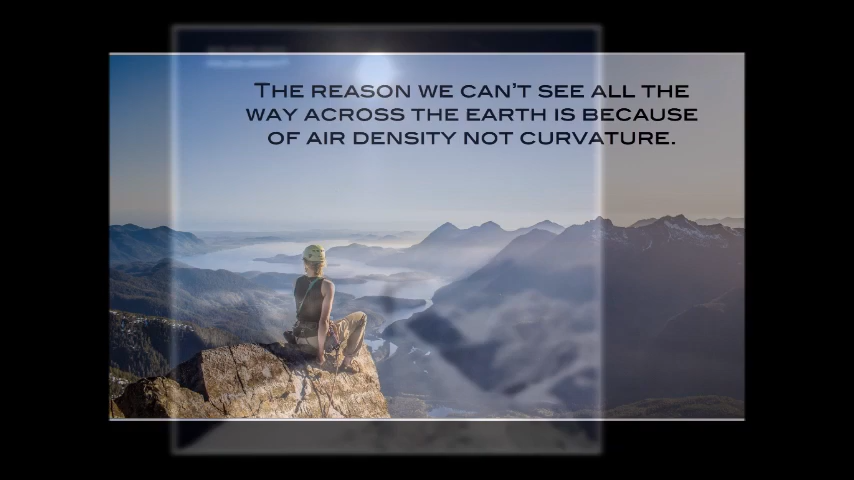 THE REASON WE CAN'T SEE ALL THE
WAY ACROSS THE EARTH IS BECAUSE
OF AIR DENSITY NOT CURVATURE.